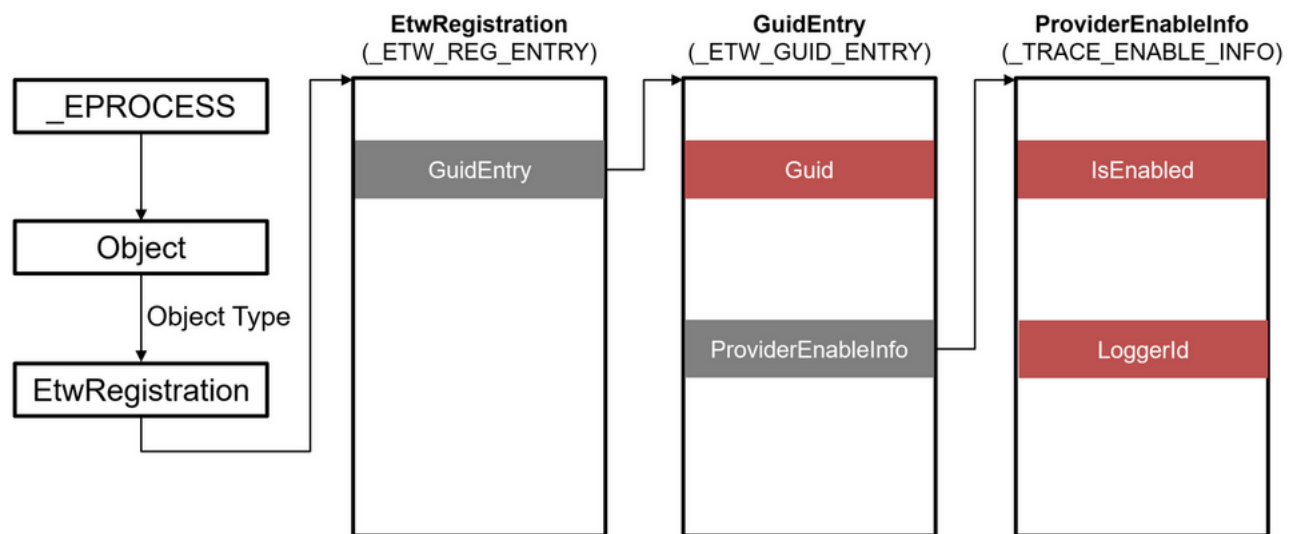 _EPROCESS
Object
Object Type
EtwRegistration
EtwRegistration
(_ETW_REG_ENTRY)
GuidEntry
GuidEntry
(_ETW_GUID_ENTRY)
Guid
ProviderEnableInfo
ProviderEnableInfo
(_TRACE_ENABLE_INFO)
IsEnabled
LoggerId